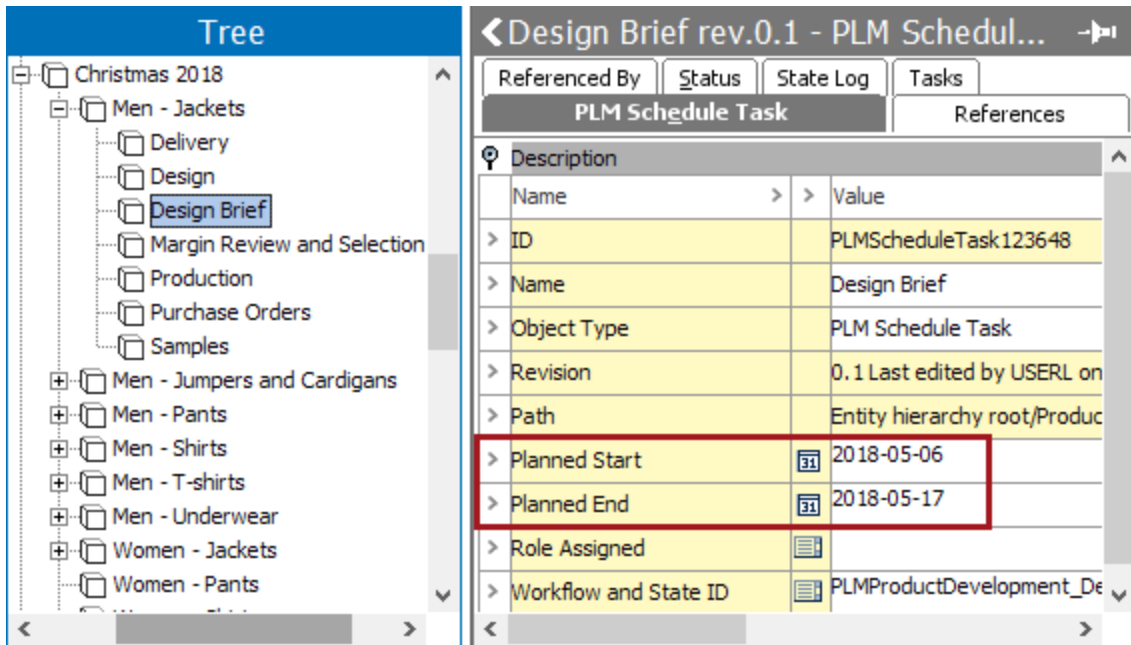 Tree
Christmas 2018
Men - Jackets
Delivery
Design
Design Brief
Margin Review and Selection
Production
Purchase Orders
Samples
Men - Jumpers and Cardigans
Men - Pants
Men - Shirts
Men - T-shirts
Men - Underwear
Women - Jackets
Women - Pants
Design Brief rev.0.1 - PLM Schedul...
Referenced By Status State Log Tasks
PLM Schedule Task References
Description
Name > > Value
> ID PLMScheduleTask123648
> Name Design Brief
> Object Type PLM Schedule Task
> Revision 0.1 Last edited by USERL on
> Path Entity hierarchy root/Produc
> Planned Start 31 2018-05-06
> Planned End 31 2018-05-17
> Role Assigned
> Workflow and State ID PLMProductDevelopment_De